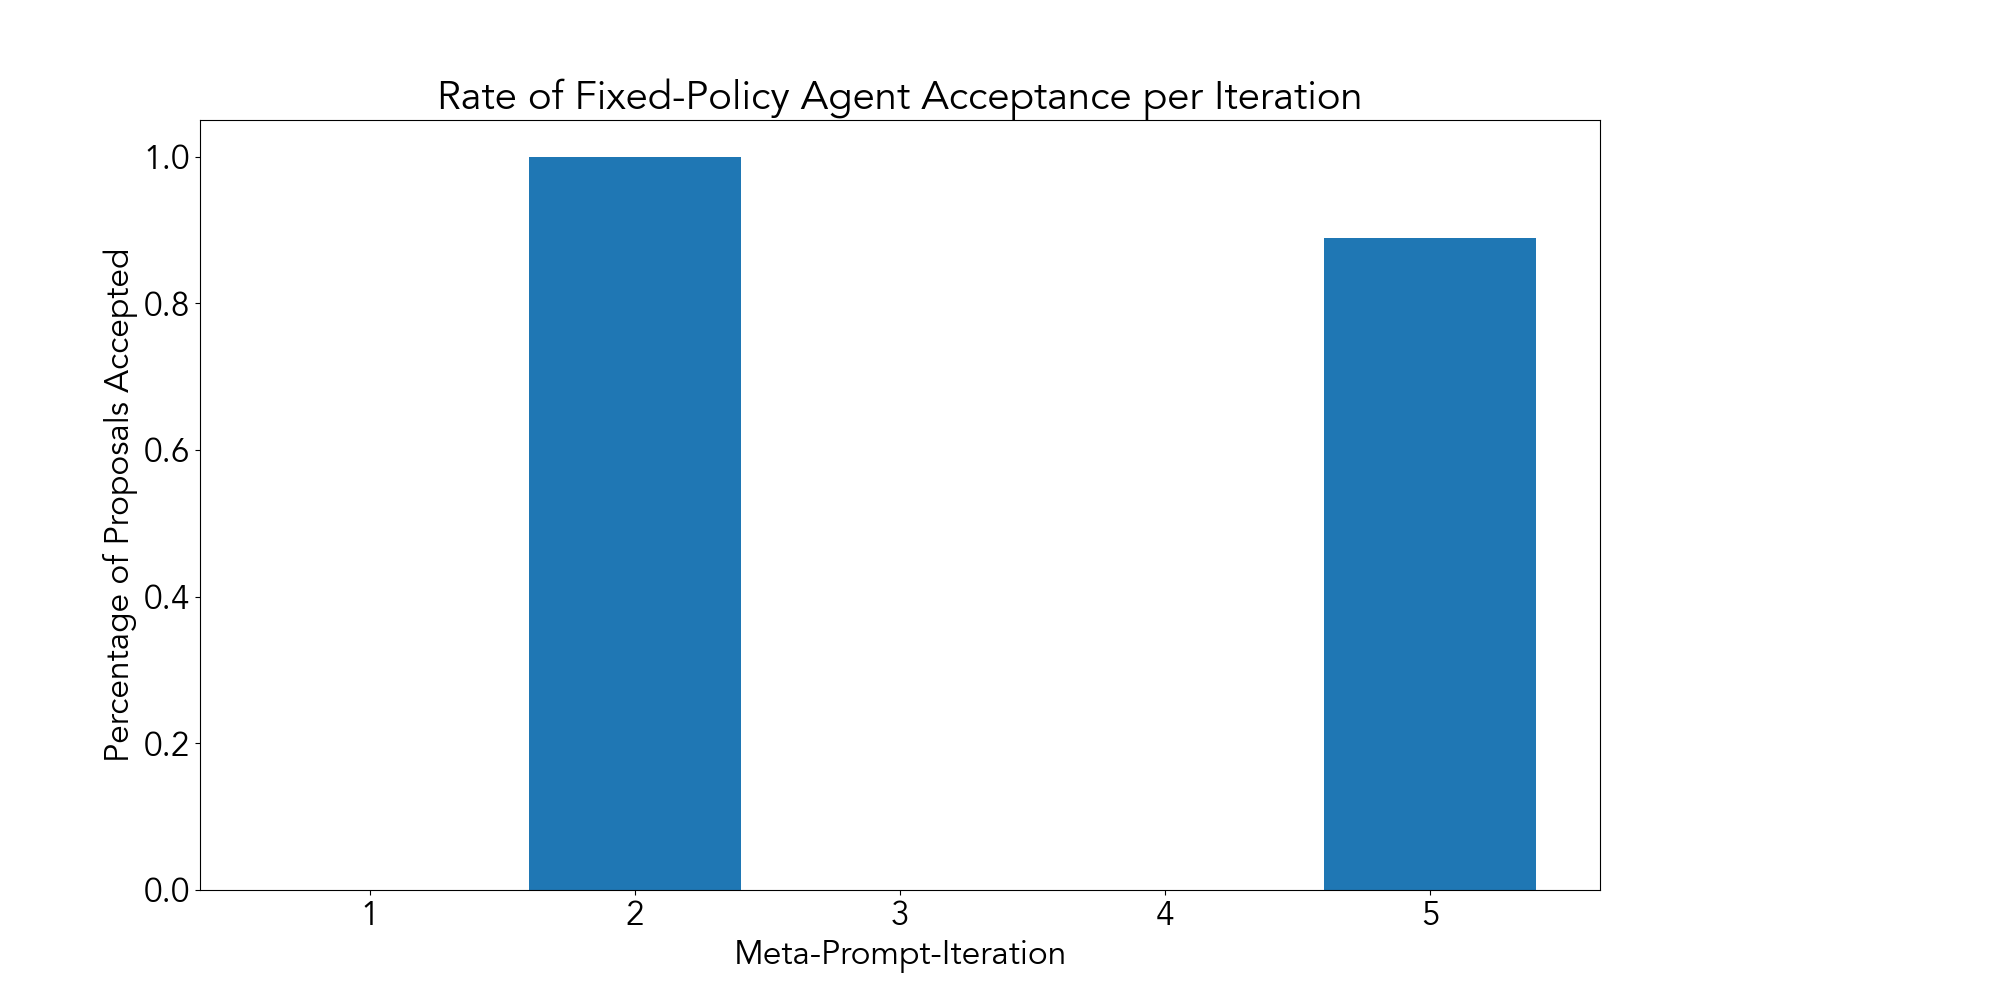 Rate of Fixed-Policy Agent Acceptance per Iteration
Percentage of Proposals Accepted
1.0
0.8
0.6
0.4
0.2
0.0
1 2 3 4 5
Meta-Prompt-Iteration